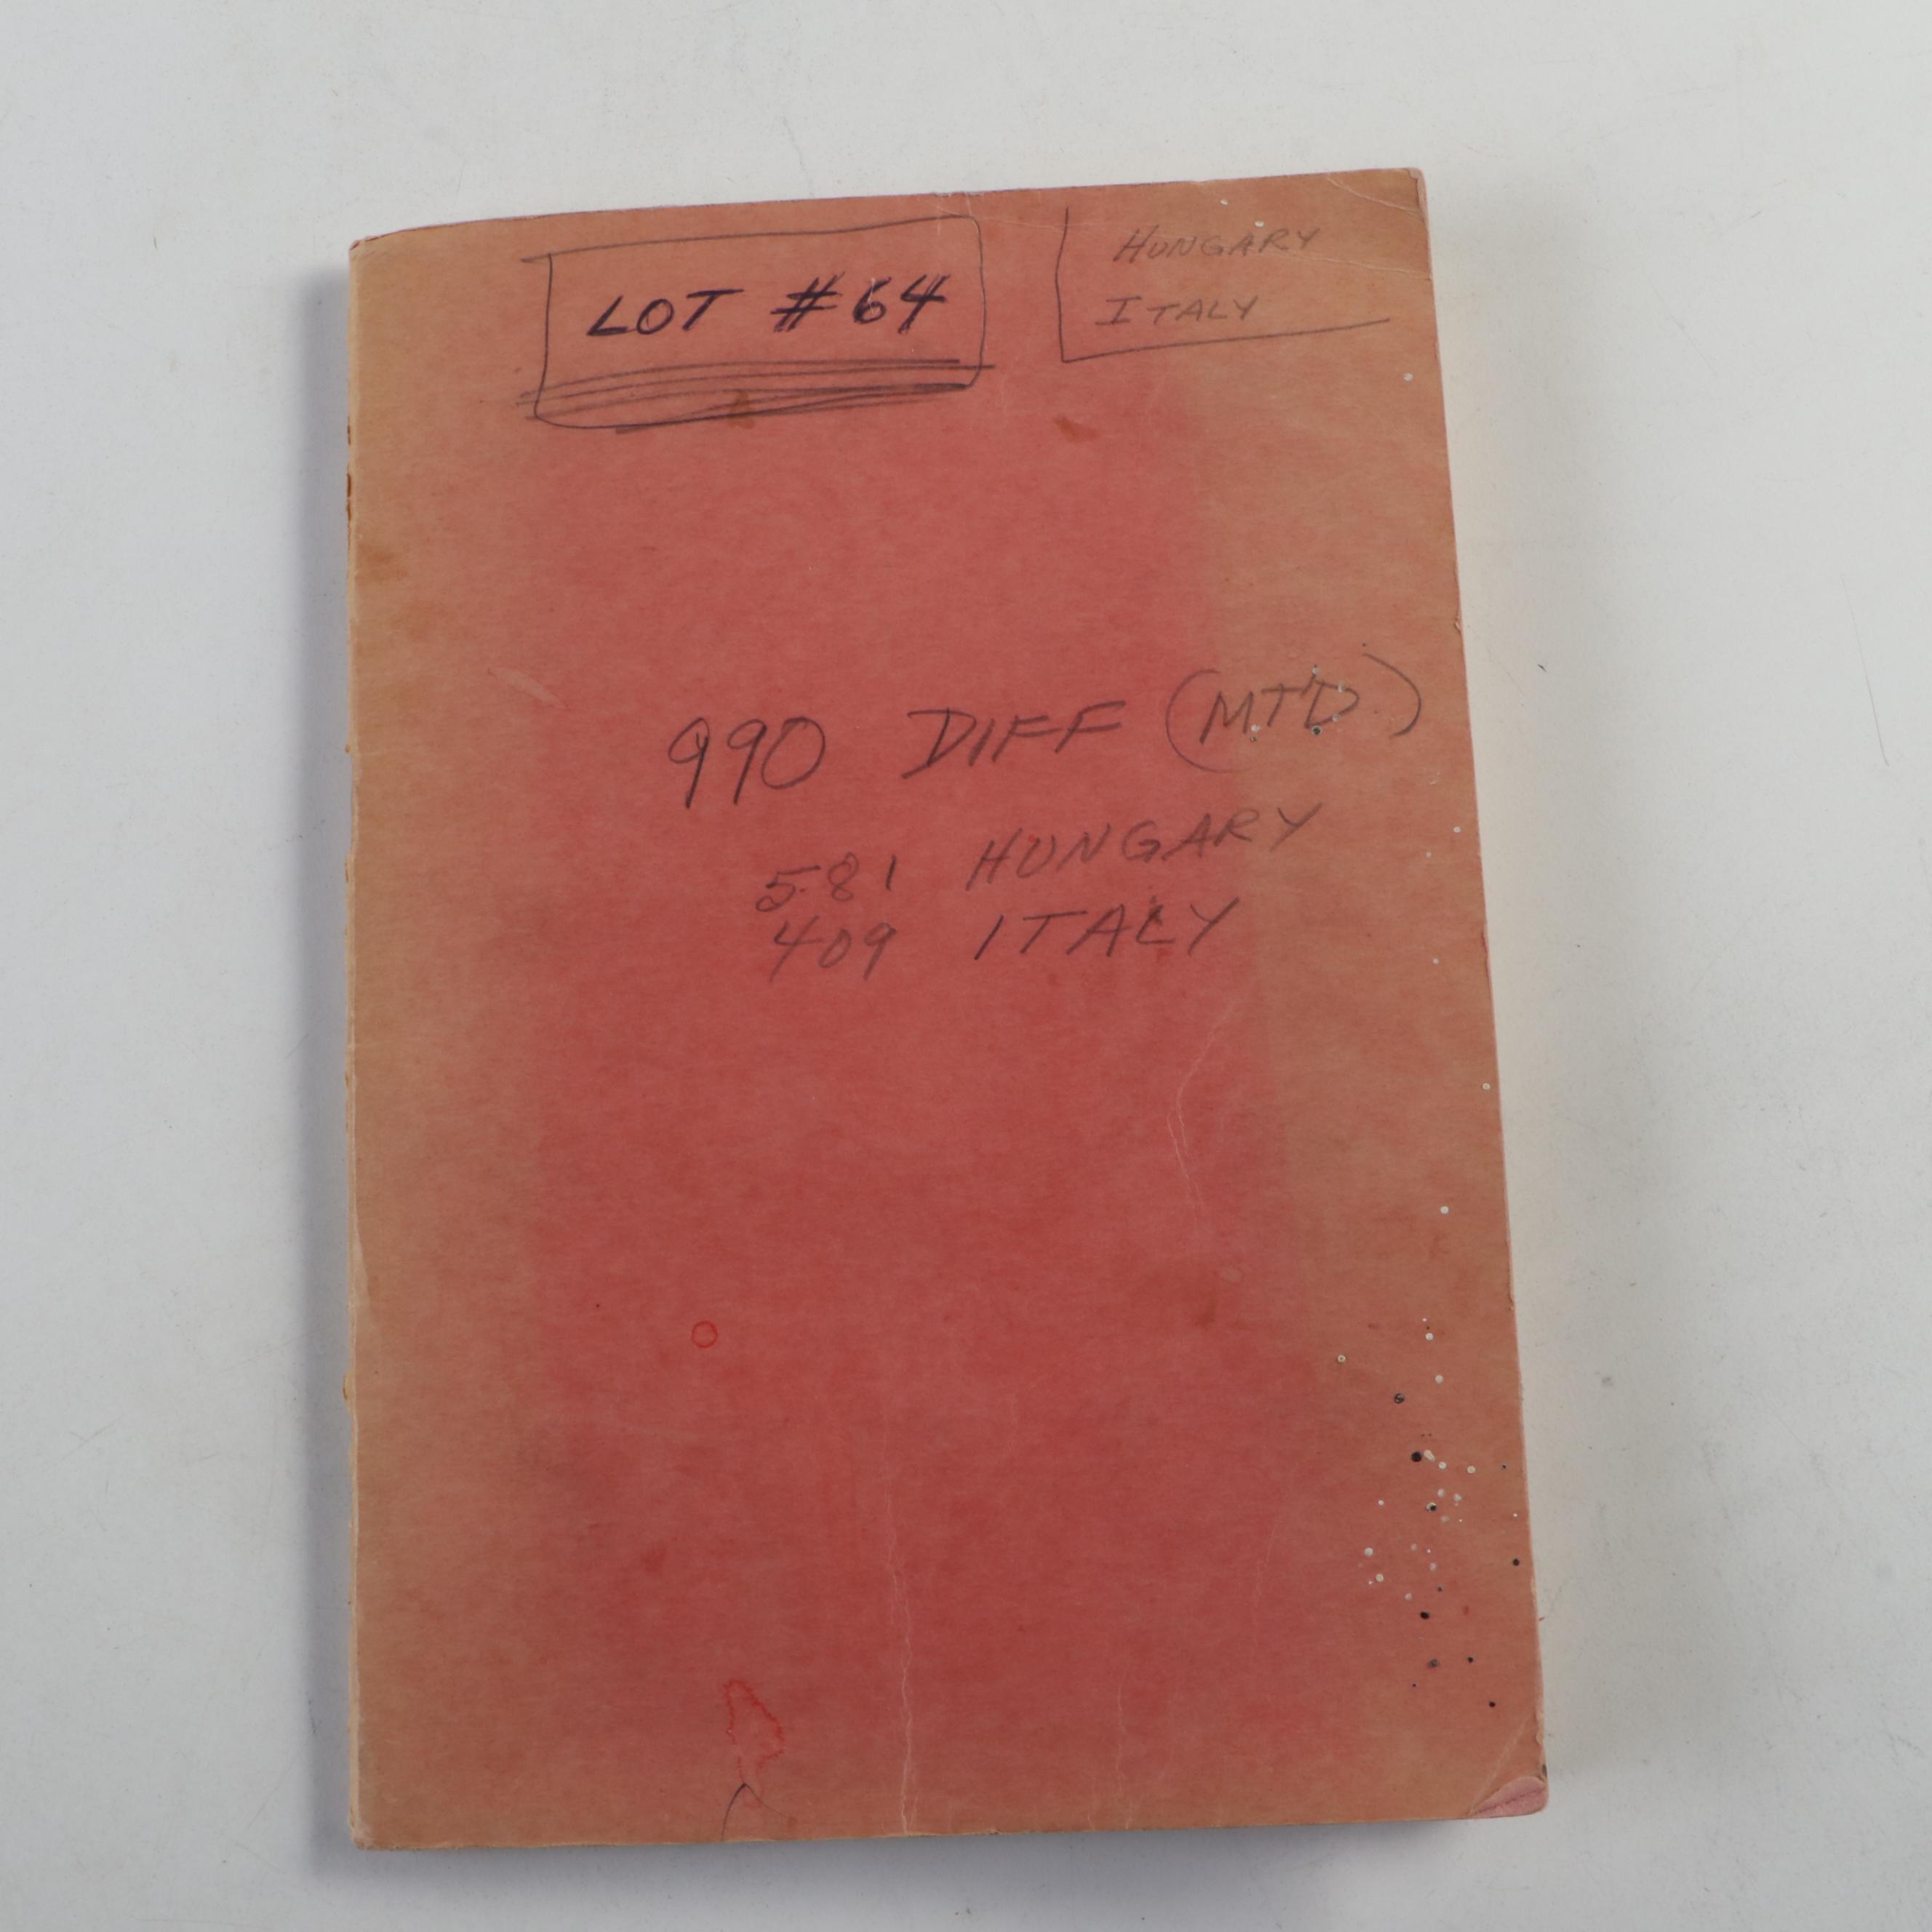 LOT #64
HUNGARY
ITALY
990 DIFF (MTD.)
581 HUNGARY
409 ITALY